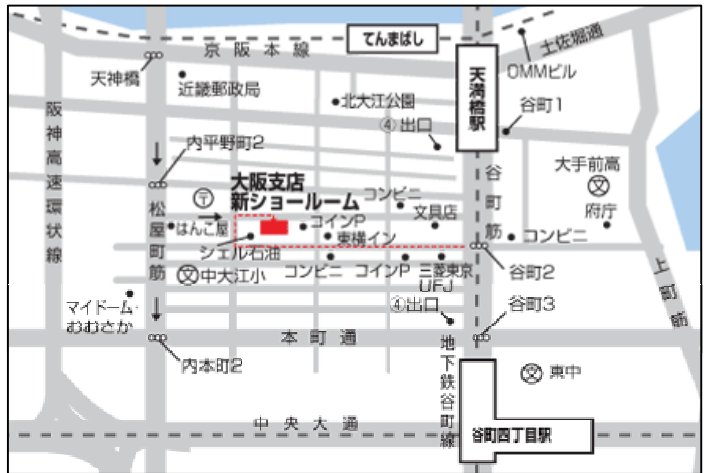 てんまばし
京阪本線
土佐堀通
天神橋
近畿郵政局
天満橋駅
OMMビル
北大江公園
谷町1
④出口
阪神高速環状線
内平野町2
大手前高
文
府庁
大阪支店
新ショールーム
〒
コンビニ
文具店
谷町筋
コンビニ
松屋町筋
はんこ屋
コインP
東横イン
シェル石油
文中大江小
コンビニ
コインP
三菱東京
UFJ
谷町2
上町筋
マイドーム・
おおさか
④出口
谷町3
本町通
内本町2
地下鉄谷町線
文
東中
中央大通
谷町四丁目駅